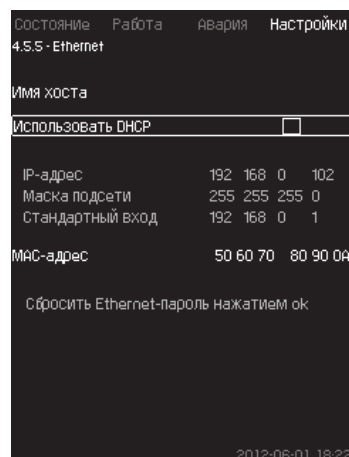 Состояние Работа Авария Настройки
4.5.5 - Ethernet
Имя хоста
Использовать DHCP
IP-адрес 192 168 0 102
Маска подсети 255 255 255 0
Стандартный вход 192 168 0 1
MAC-адрес 50 60 70 80 90 0A
Сбросить Ethernet-пароль нажатием ok
2012-06-01 18:22